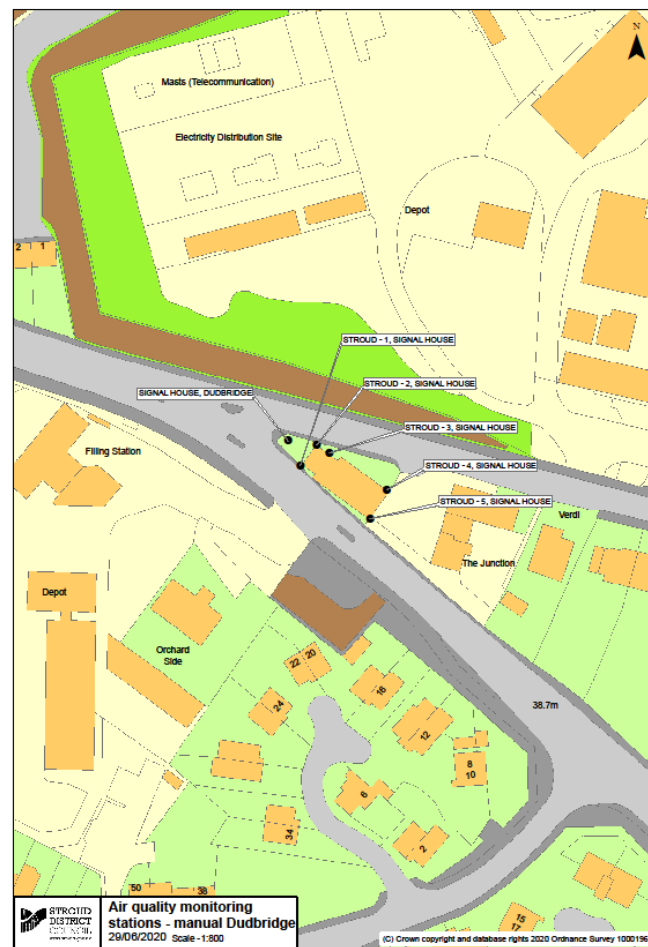 N
Masts (Telecommunication)
Electricity Distribution Site
Depot
2 1
STROUD - 1, SIGNAL HOUSE
STROUD - 2, SIGNAL HOUSE
SIGNAL HOUSE, DUDBRIDGE
STROUD - 3, SIGNAL HOUSE
Filling Station
STROUD - 4, SIGNAL HOUSE
STROUD - 5, SIGNAL HOUSE
Verdi
The Junction
Depot
Orchard
Side
22 20
16
24
38.7m
12
8
10
6
34
2
50
38
15
17
STROUD
DISTRICT
COUNCIL
Air quality monitoring
stations - manual Dudbridge
29/06/2020 Scale -1:800
(C) Crown copyright and database rights 2020 Ordnance Survey 1000196